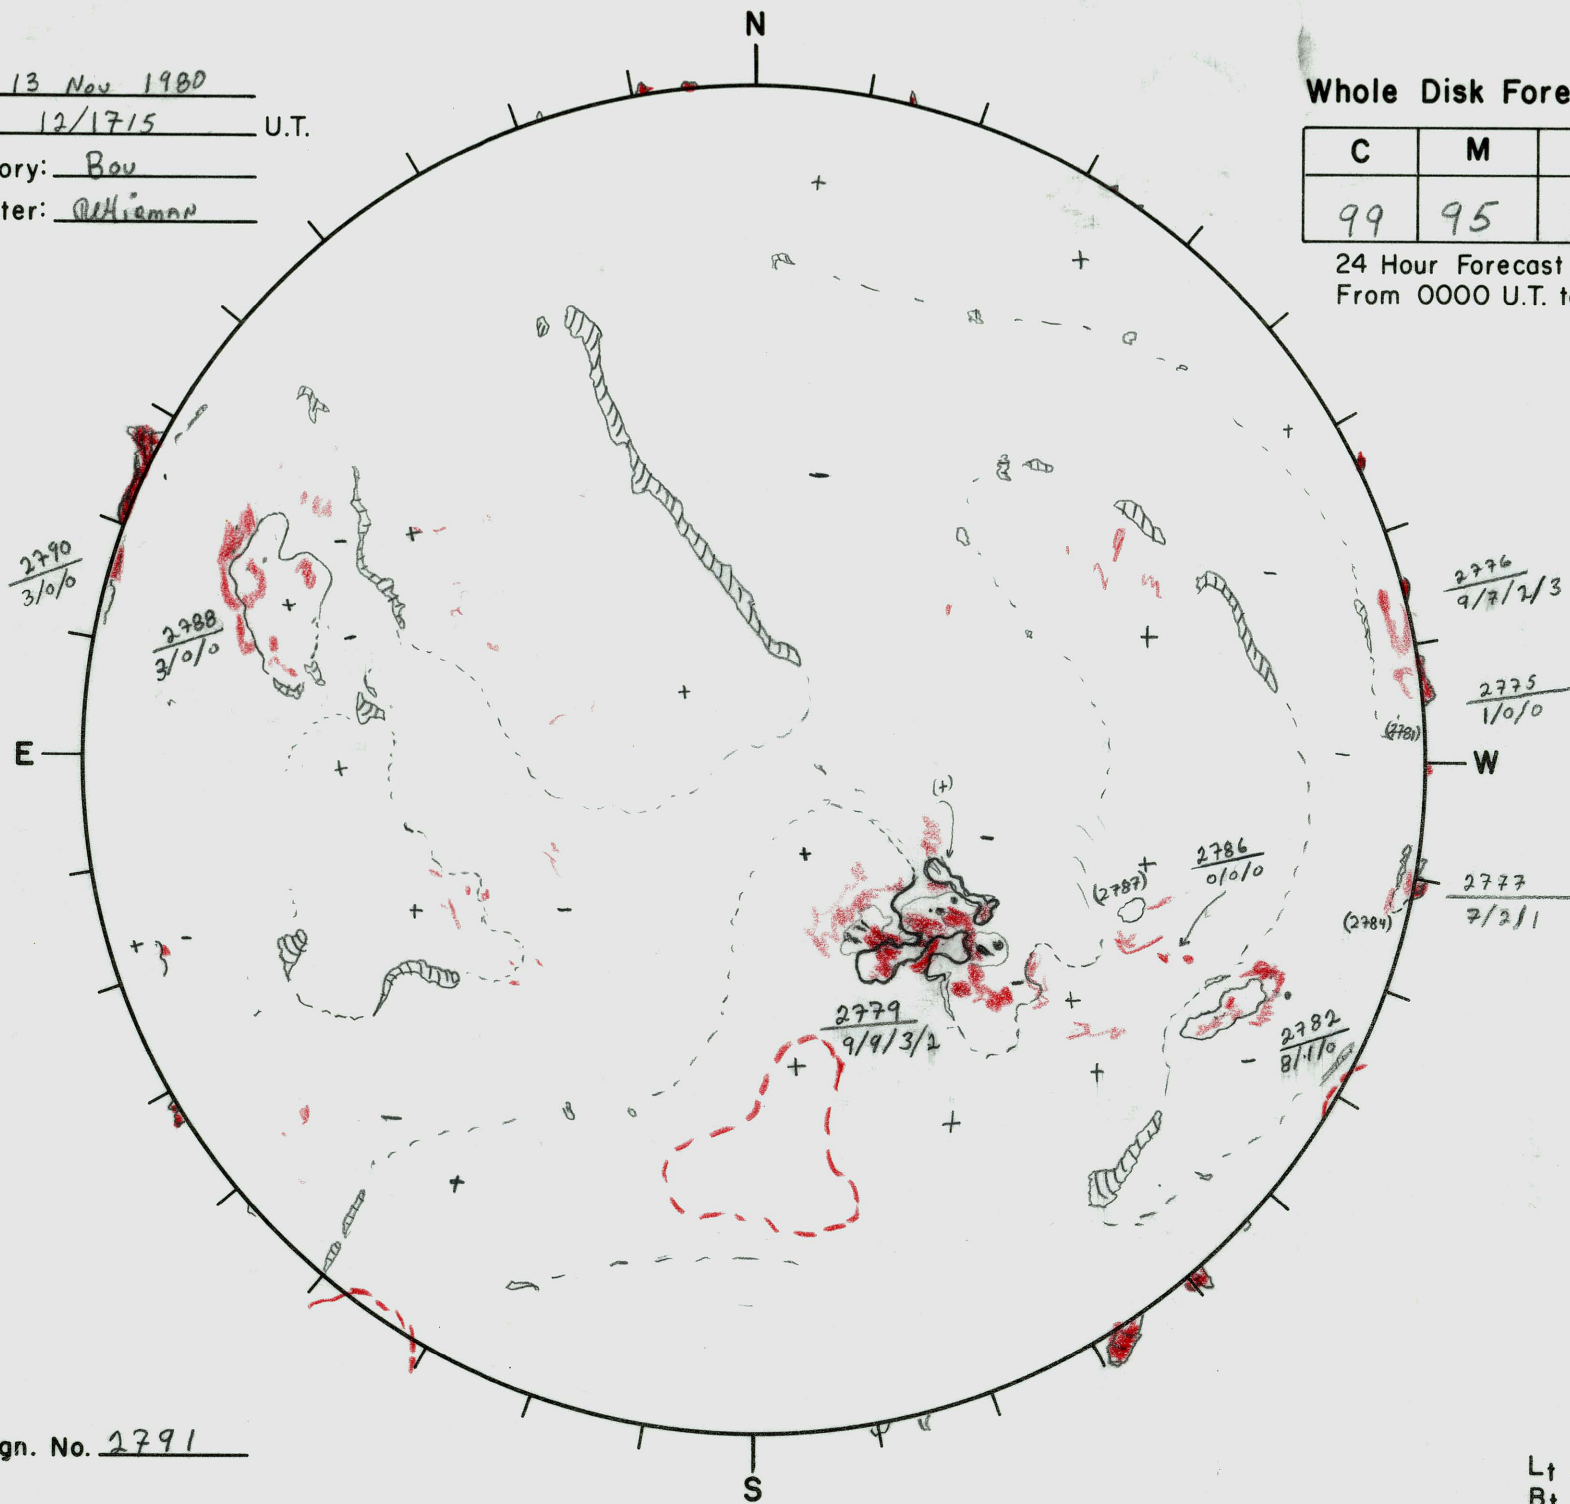 N
13 Nov 1980
12/1715 U.T.
ory: Bou
ter:
Whole Disk Fore
C M
99 95
24 Hour Forecast
From 0000 U.T. to
2790
3/0/0
2788
3/0/0
2776
9/7/2/3
2775
1/0/0
(2781)
E
W
(+)
2786
0/0/0
(2787)
2777
7/2/1
(2784)
2779
9/9/3/2
2782
8/1/0
gn. No. 2791
S
Lt
Bt